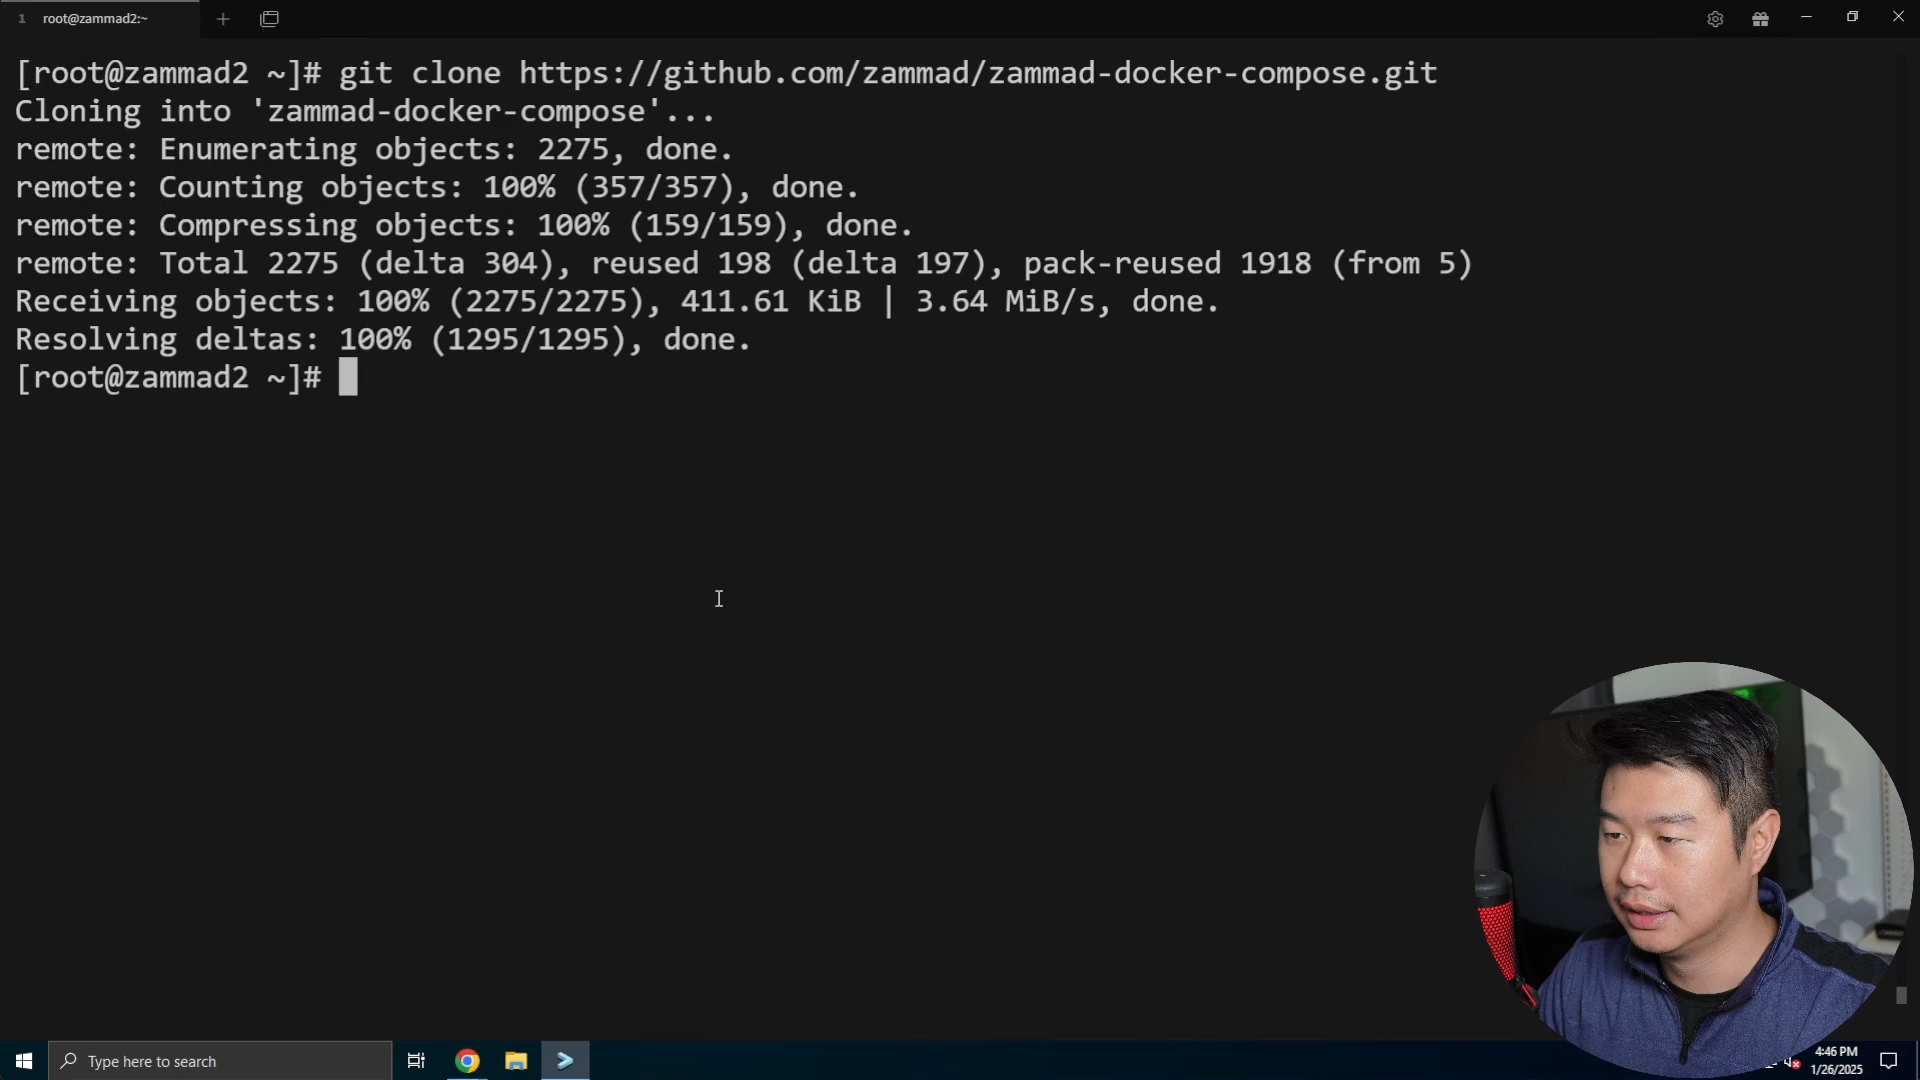 1 root@zammad2:~
[root@zammad2 ~]# git clone https://github.com/zammad/zammad-docker-compose.git
Cloning into 'zammad-docker-compose'...
remote: Enumerating objects: 2275, done.
remote: Counting objects: 100% (357/357), done.
remote: Compressing objects: 100% (159/159), done.
remote: Total 2275 (delta 304), reused 198 (delta 197), pack-reused 1918 (from 5)
Receiving objects: 100% (2275/2275), 411.61 KiB | 3.64 MiB/s, done.
Resolving deltas: 100% (1295/1295), done.
[root@zammad2 ~]#
Type here to search
4:46 PM
1/26/2025